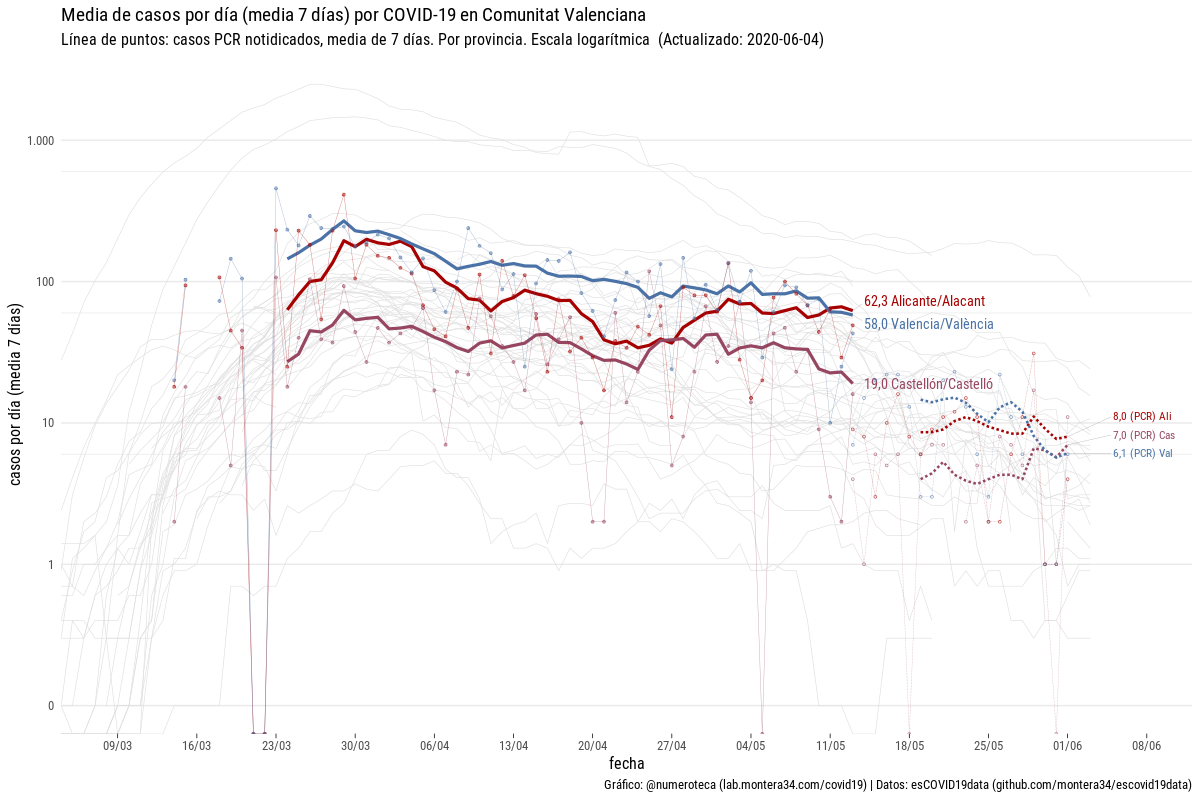 Media de casos por día (media 7 días) por COVID-19 en Comunitat Valenciana
Línea de puntos: casos PCR notidicados, media de 7 días. Por provincia. Escala logarítmica (Actualizado: 2020-06-04)
casos por día (media 7 días)
1.000
100
10
1
0
62,3 Alicante/Alacant
58,0 Valencia/València
19,0 Castellón/Castelló
8,0 (PCR) Ali
7,0 (PCR) Cas
6,1 (PCR) Val
09/03 16/03 23/03 30/03 06/04 13/04 20/04 27/04 04/05 11/05 18/05 25/05 01/06 08/06
fecha
Gráfico: @numeroteca (lab.montera34.com/covid19) | Datos: esCOVID19data (github.com/montera34/escovid19data)